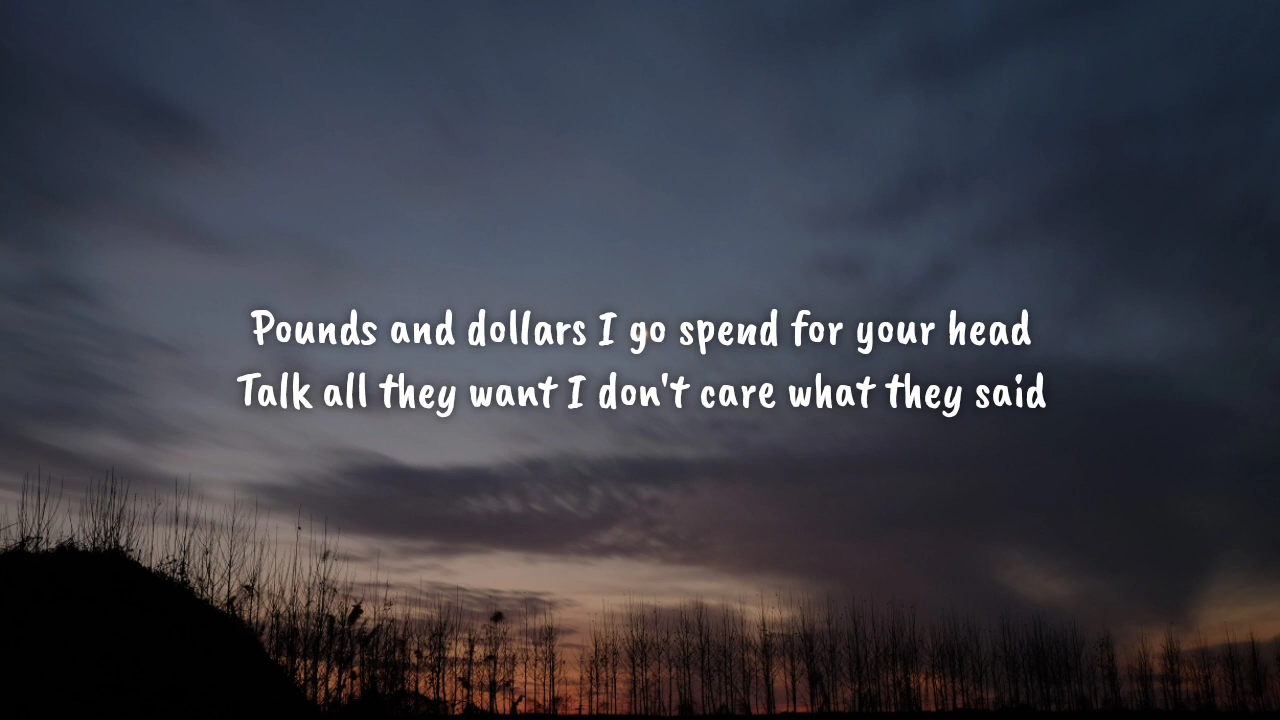 Pounds and dollars I go spend for your head
Talk all they want I don't care what they said